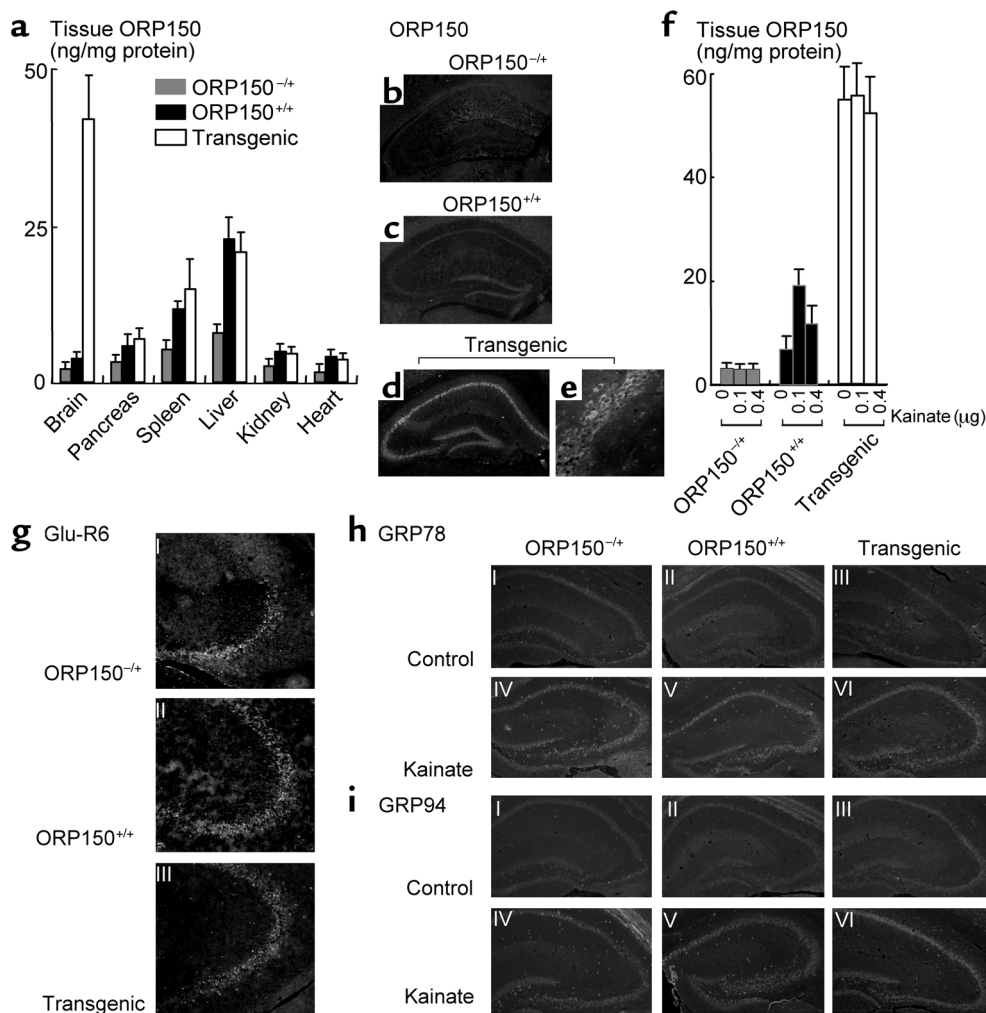 a
Tissue ORP150
(ng/mg protein)
50
25
0
ORP150–/+
ORP150+/+
Transgenic
Brain
Pancreas
Spleen
Liver
Kidney
Heart
ORP150
ORP150–/+
b
ORP150+/+
c
Transgenic
d
e
f
Tissue ORP150
(ng/mg protein)
60
40
20
0
0
0.1
0.4
0
0.1
0.4
0
0.1
0.4
Kainate (μg)
ORP150–/+
ORP150+/+
Transgenic
g Glu-R6
I
ORP150–/+
II
ORP150+/+
III
Transgenic
h GRP78
ORP150–/+
ORP150+/+
Transgenic
I
II
III
Control
IV
V
VI
Kainate
i GRP94
I
II
III
Control
IV
V
VI
Kainate